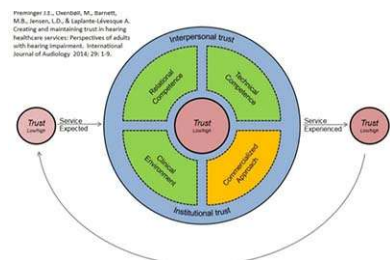 Preminger J.E., Oxenbøll, M., Barnett,
M.B., Jensen, L.D., & Laplante-Lévesque A.
Creating and maintaining trust in hearing
healthcare services: Perspectives of adults
with hearing impairment. International
Journal of Audiology 2014; 29: 1-9.
Interpersonal trust
Relational
Competence
Technical
Competence
Trust
Low/high
Service
Expected
Trust
Low/high
Service
Experienced
Trust
Low/high
Clinical
Environment
Commercialized
Approach
Institutional trust